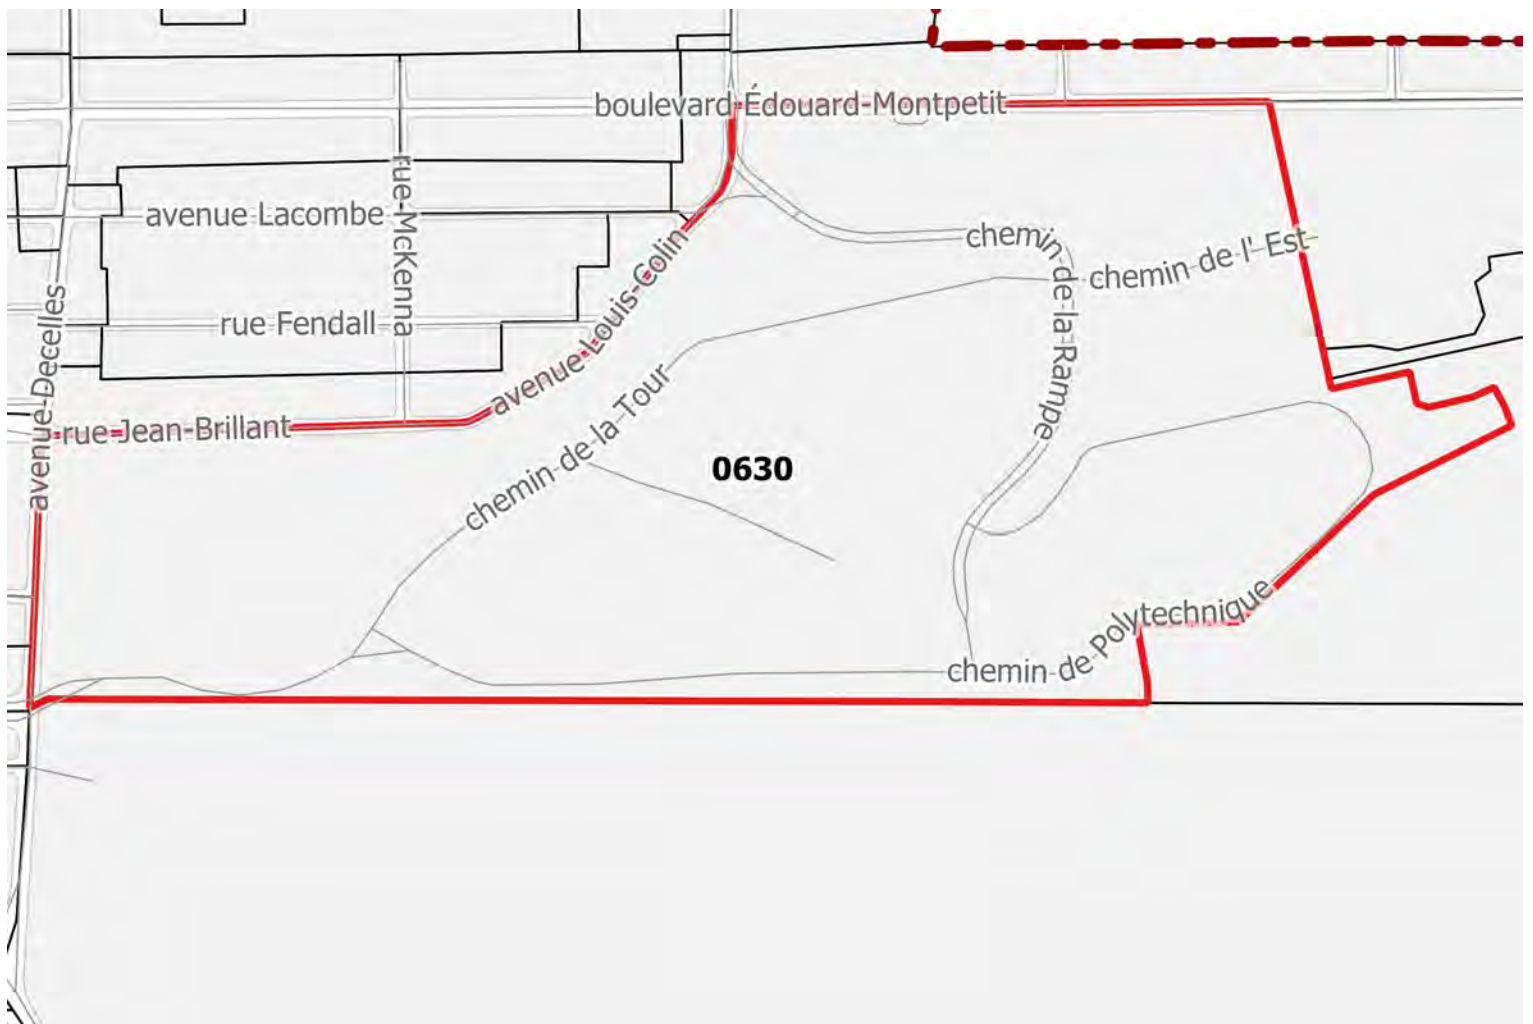 boulevard Édouard-Montpetit
rue McKenna
avenue Lacombe
chemin de la Rampe
chemin de l' Est
avenue Louis-Colin
rue Fendall
avenue Decelles
chemin de la Tour
rue Jean-Brillant
0630
chemin de Polytechnique